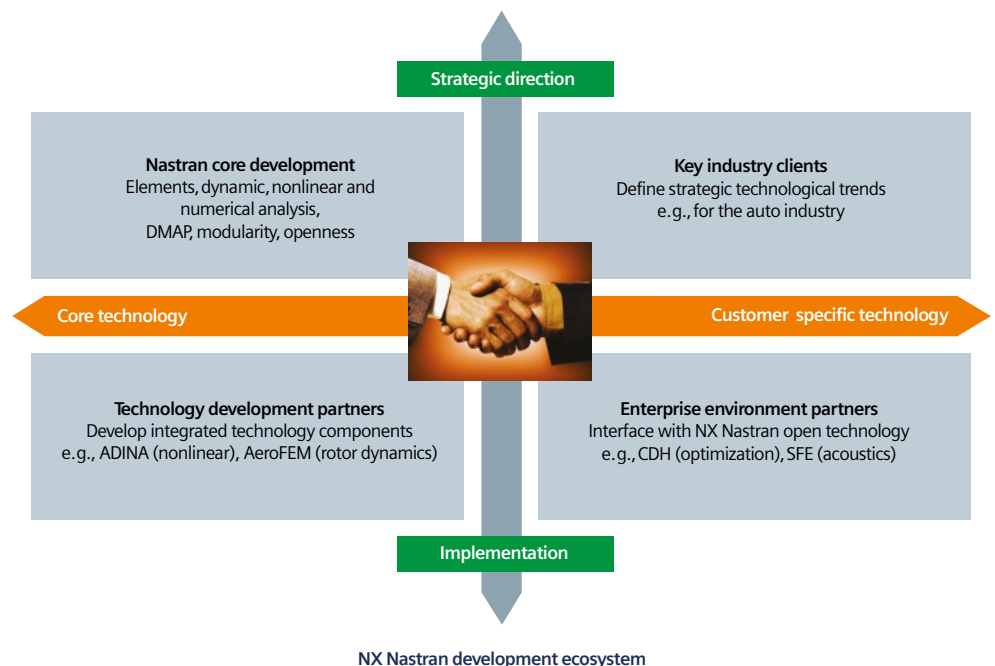 Strategic direction
Nastran core development
Elements, dynamic, nonlinear and
numerical analysis,
DMAP, modularity, openness
Key industry clients
Define strategic technological trends
e.g., for the auto industry
Core technology
Customer specific technology
Technology development partners
Develop integrated technology components
e.g., ADINA (nonlinear), AeroFEM (rotor dynamics)
Enterprise environment partners
Interface with NX Nastran open technology
e.g., CDH (optimization), SFE (acoustics)
Implementation
NX Nastran development ecosystem